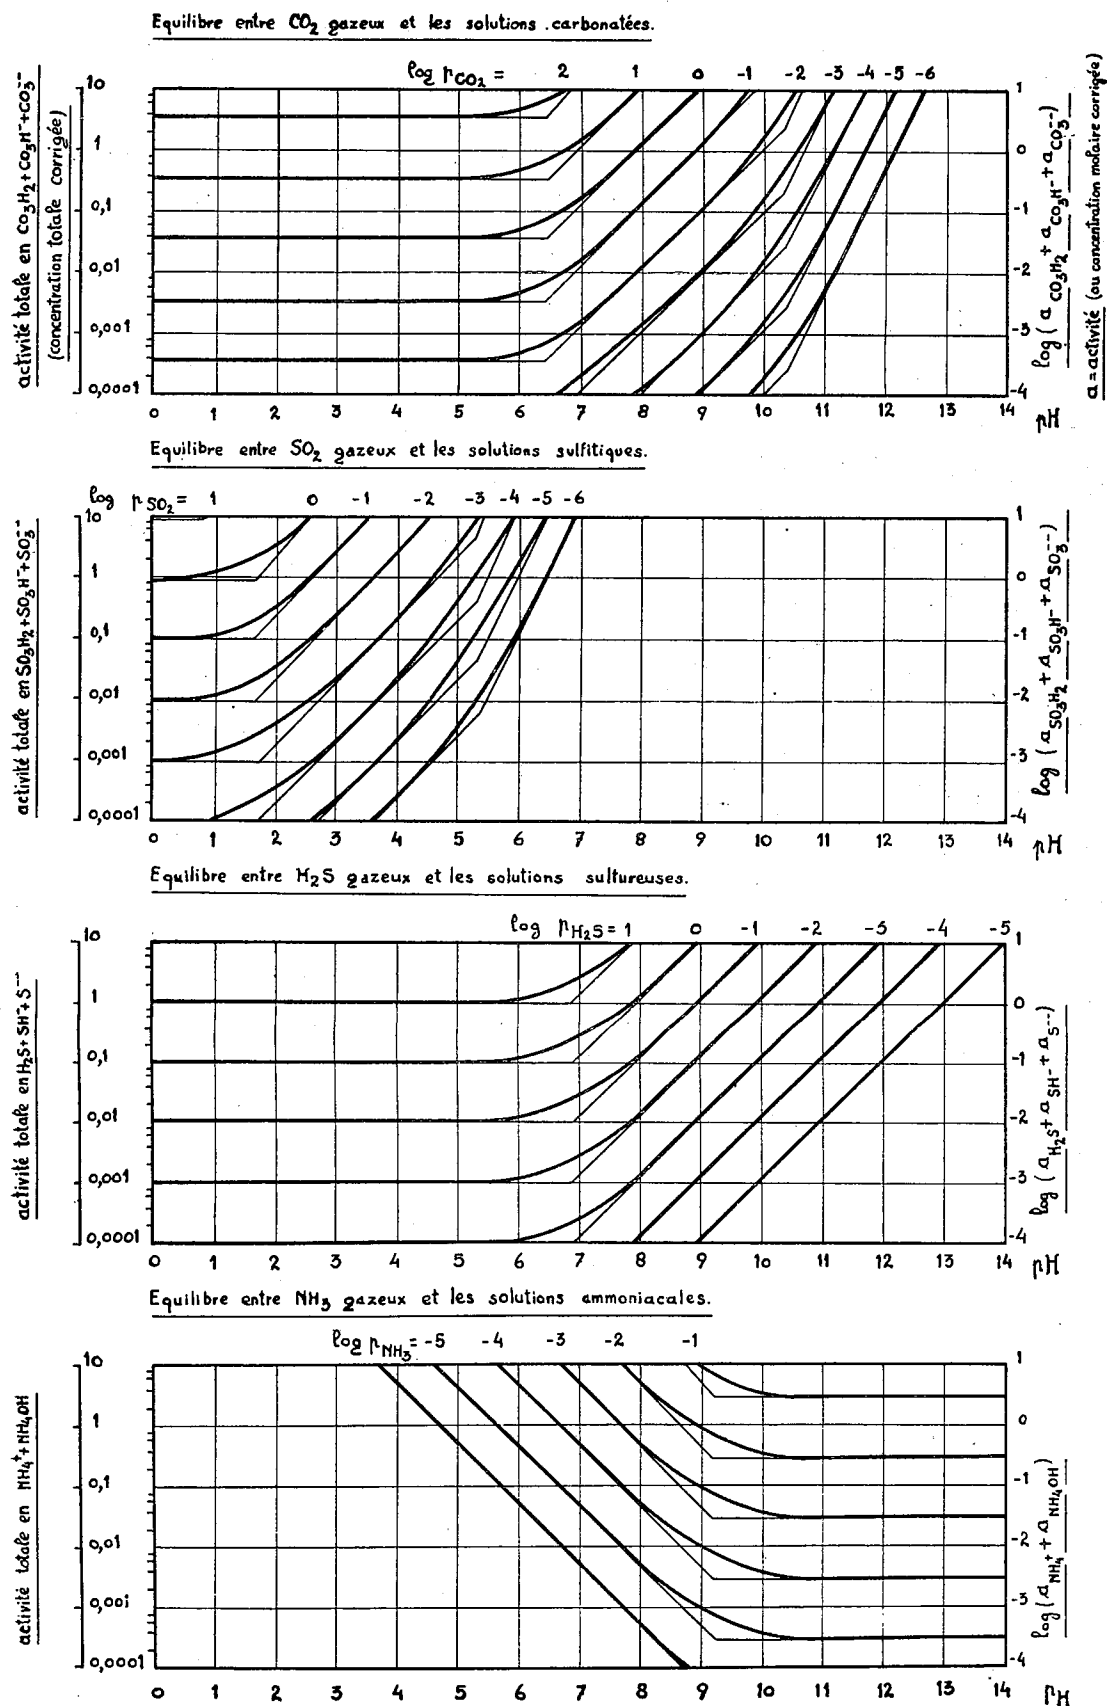 Equilibre entre CO₂ gazeux et les solutions carbonatées.
log pCO₂ = 2 1 0 -1 -2 -3 -4 -5 -6
activité totale en CO₃H₂ + CO₃H⁻ + CO₃⁻⁻
(concentration totale corrigée)
10
1
0,1
0,01
0,001
0,0001
1
0
-1
-2
-3
-4
log (a CO₃H₂ + a CO₃H⁻ + a CO₃⁻⁻)
a = activité (ou concentration molaire corrigée)
0 1 2 3 4 5 6 7 8 9 10 11 12 13 14 pH
Equilibre entre SO₂ gazeux et les solutions sulfitiques.
log pSO₂ = 1 0 -1 -2 -3 -4 -5 -6
activité totale en SO₃H₂ + SO₃H⁻ + SO₃⁻⁻
10
1
0,1
0,01
0,001
0,0001
1
0
-1
-2
-3
-4
log (a SO₃H₂ + a SO₃H⁻ + a SO₃⁻⁻)
0 1 2 3 4 5 6 7 8 9 10 11 12 13 14 pH
Equilibre entre H₂S gazeux et les solutions sultureuses.
log pH₂S = 1 0 -1 -2 -3 -4 -5
activité totale en H₂S + SH⁻ + S⁻⁻
10
1
0,1
0,01
0,001
0,0001
1
0
-1
-2
-3
-4
log (a H₂S + a SH⁻ + a S⁻⁻)
0 1 2 3 4 5 6 7 8 9 10 11 12 13 14 pH
Equilibre entre NH₃ gazeux et les solutions ammoniacales.
log pNH₃ = -5 -4 -3 -2 -1
activité totale en NH₄⁺ + NH₄OH
10
1
0,1
0,01
0,001
0,0001
1
0
-1
-2
-3
-4
log (a NH₄⁺ + a NH₄OH)
0 1 2 3 4 5 6 7 8 9 10 11 12 13 14 pH